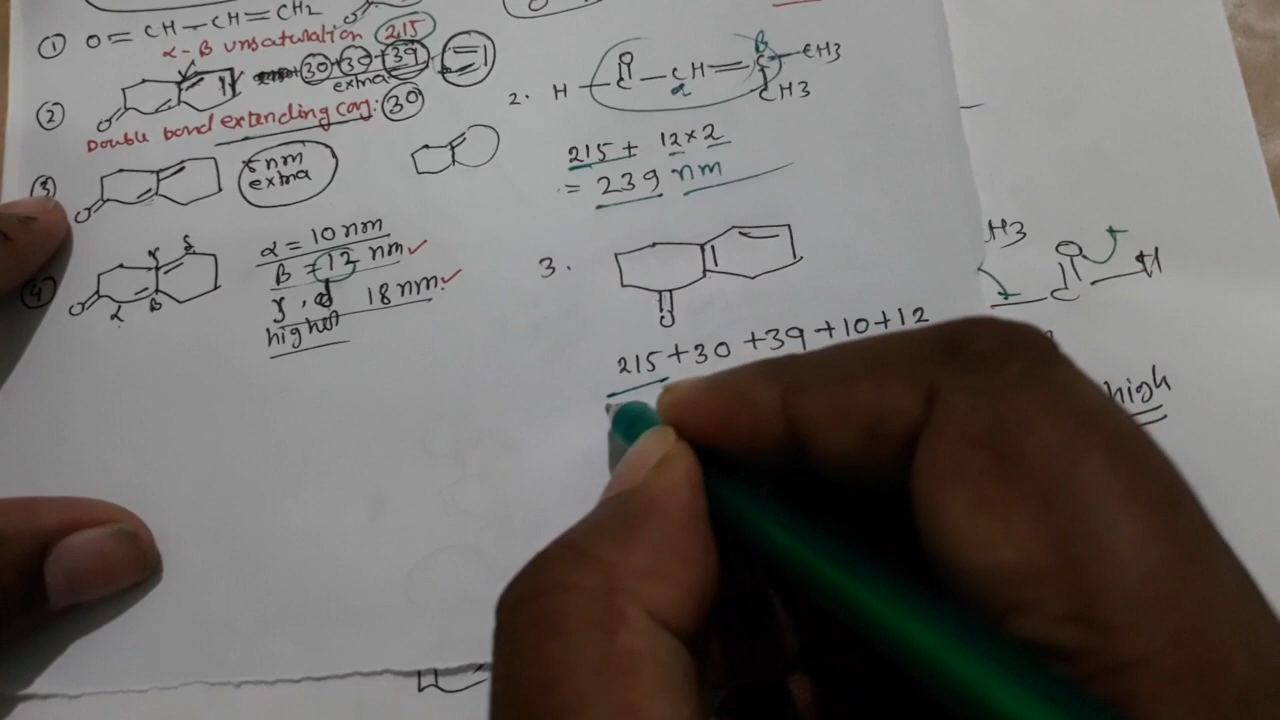 ① O= CH-CH=CH2
α-β unsaturation 215
30+30+39
extra
②
O
Double bond extending conj: 30
③ 5nm
extra
O
④ α = 10 nm
β = 12 nm ✓
γ, δ 18 nm ✓
higher
γ δ
O α β
2. H - C - CH = C - CH3
O α β
CH3
215 + 12×2
= 239 nm
3.
O
215+30 +39+10+12
H3
O
C H
high